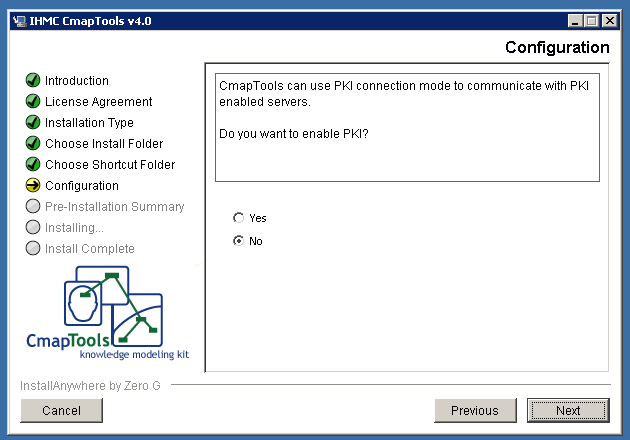 IHMC CmapTools v4.0
Configuration
Introduction
License Agreement
Installation Type
Choose Install Folder
Choose Shortcut Folder
Configuration
Pre-Installation Summary
Installing...
Install Complete
CmapTools
knowledge modeling kit
CmapTools can use PKI connection mode to communicate with PKI
enabled servers.
Do you want to enable PKI?
Yes
No
InstallAnywhere by Zero G
Cancel
Previous
Next